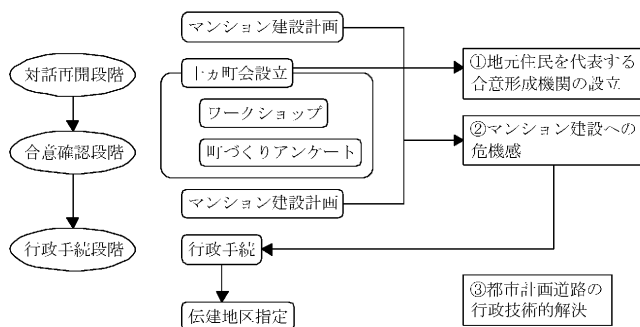 マンション建設計画
対話再開段階
十ヵ町会設立
①地元住民を代表する
合意形成機関の設立
ワークショップ
合意確認段階
町づくりアンケート
②マンション建設への
危機感
マンション建設計画
行政手続段階
行政手続
③都市計画道路の
行政技術的解決
伝建地区指定